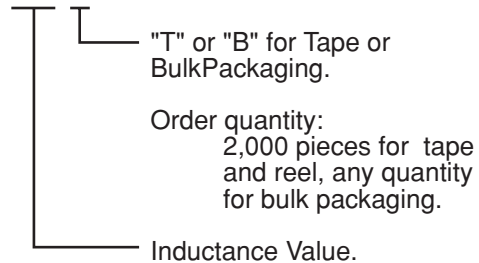 "T" or "B" for Tape or
BulkPackaging.
Order quantity:
2,000 pieces for tape
and reel, any quantity
for bulk packaging.
Inductance Value.